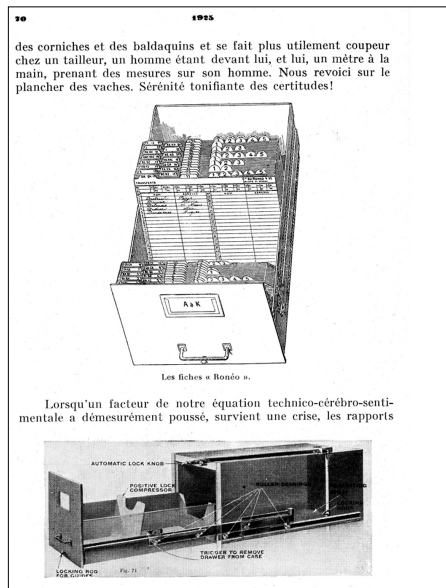 70 1925
des corniches et des baldaquins et se fait plus utilement coupeur
chez un tailleur, un homme étant devant lui, et lui, un mètre à la
main, prenant des mesures sur son homme. Nous revoici sur le
plancher des vaches. Sérénité tonifiante des certitudes!
A à K
Les fiches « Ronéo ».
Lorsqu'un facteur de notre équation technico-cérébro-senti-
mentale a démesurément poussé, survient une crise, les rapports
AUTOMATIC LOCK KNOB
POSITIVE LOCK
COMPRESSOR
ROLLER BEARINGS
TRIGGER TO REMOVE
DRAWER FROM CASE
LOCKING ROD
FOR GUIDES
Fig. 71